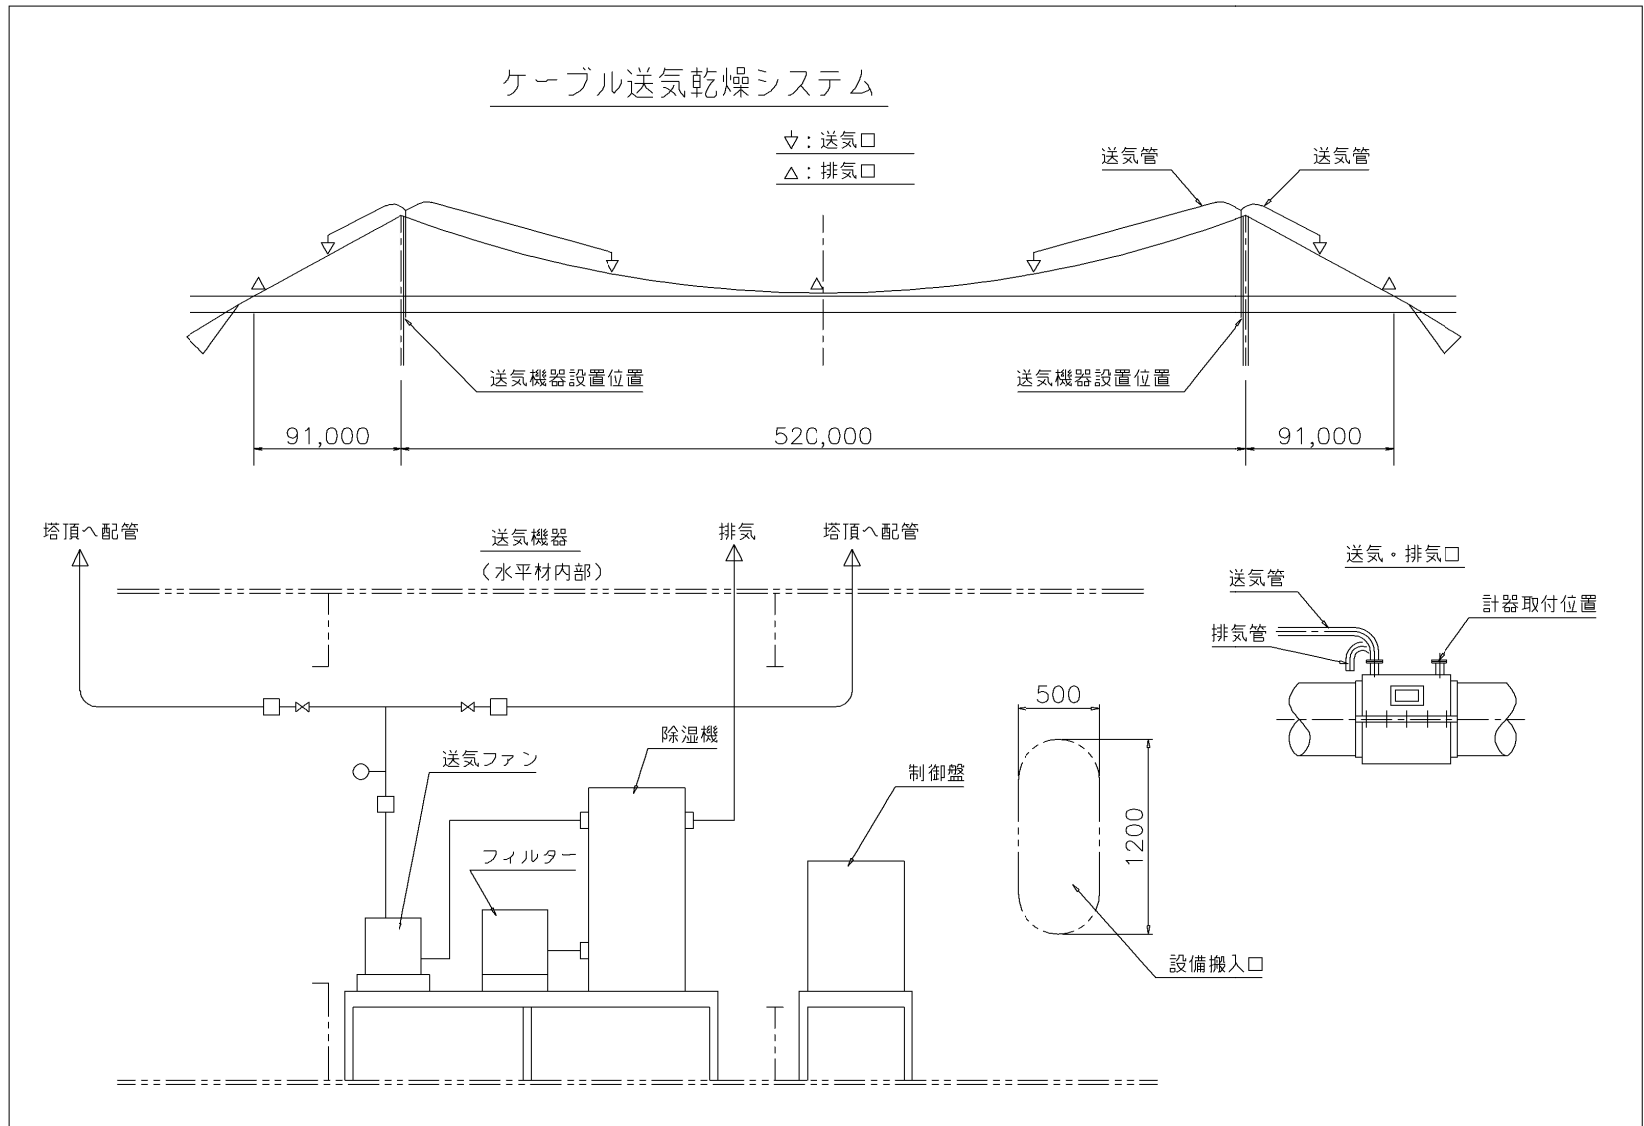 ケーブル送気乾燥システム
：送気口
：排気口
送気管
送気管
送気機器設置位置
送気機器設置位置
91,000
520,000
91,000
塔頂へ配管
送気機器
（水平材内部）
排気
塔頂へ配管
送気・排気口
送気管
計器取付位置
排気管
500
除湿機
送気ファン
制御盤
1200
フィルター
設備搬入口